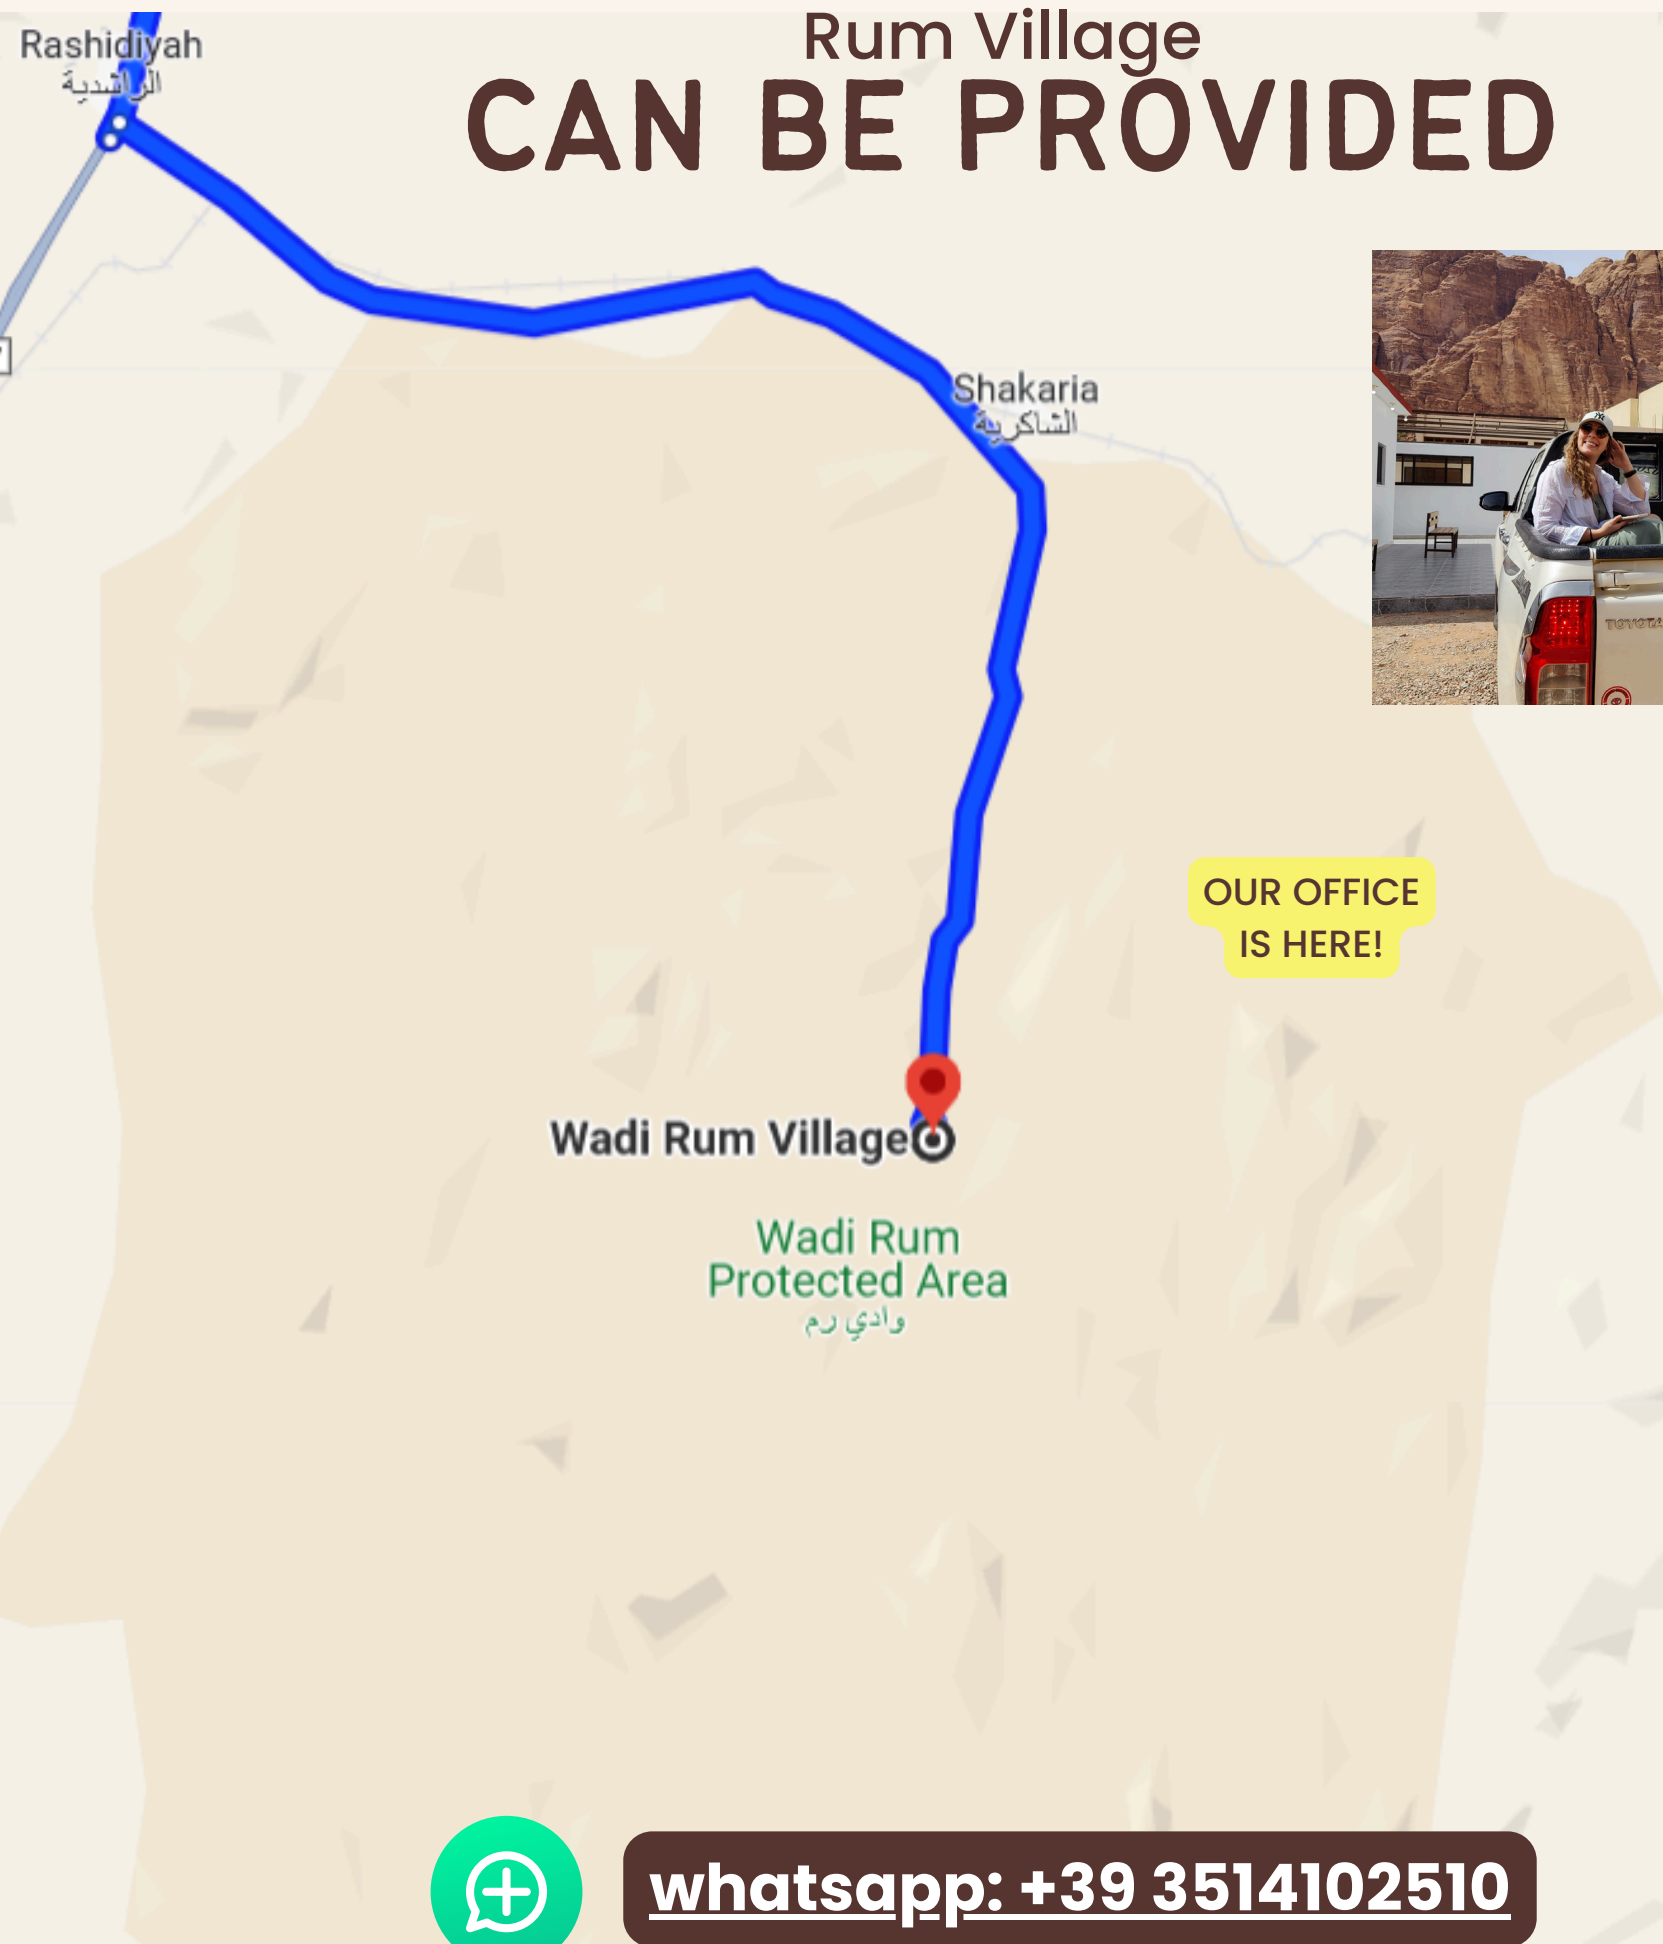 Rum Village
CAN BE PROVIDED
Rashidiyah
الراشدية
Shakaria
الشاكرية
TOYOTA
OUR OFFICE
IS HERE!
Wadi Rum Village
Wadi Rum
Protected Area
وادي رم
whatsapp: +39 3514102510